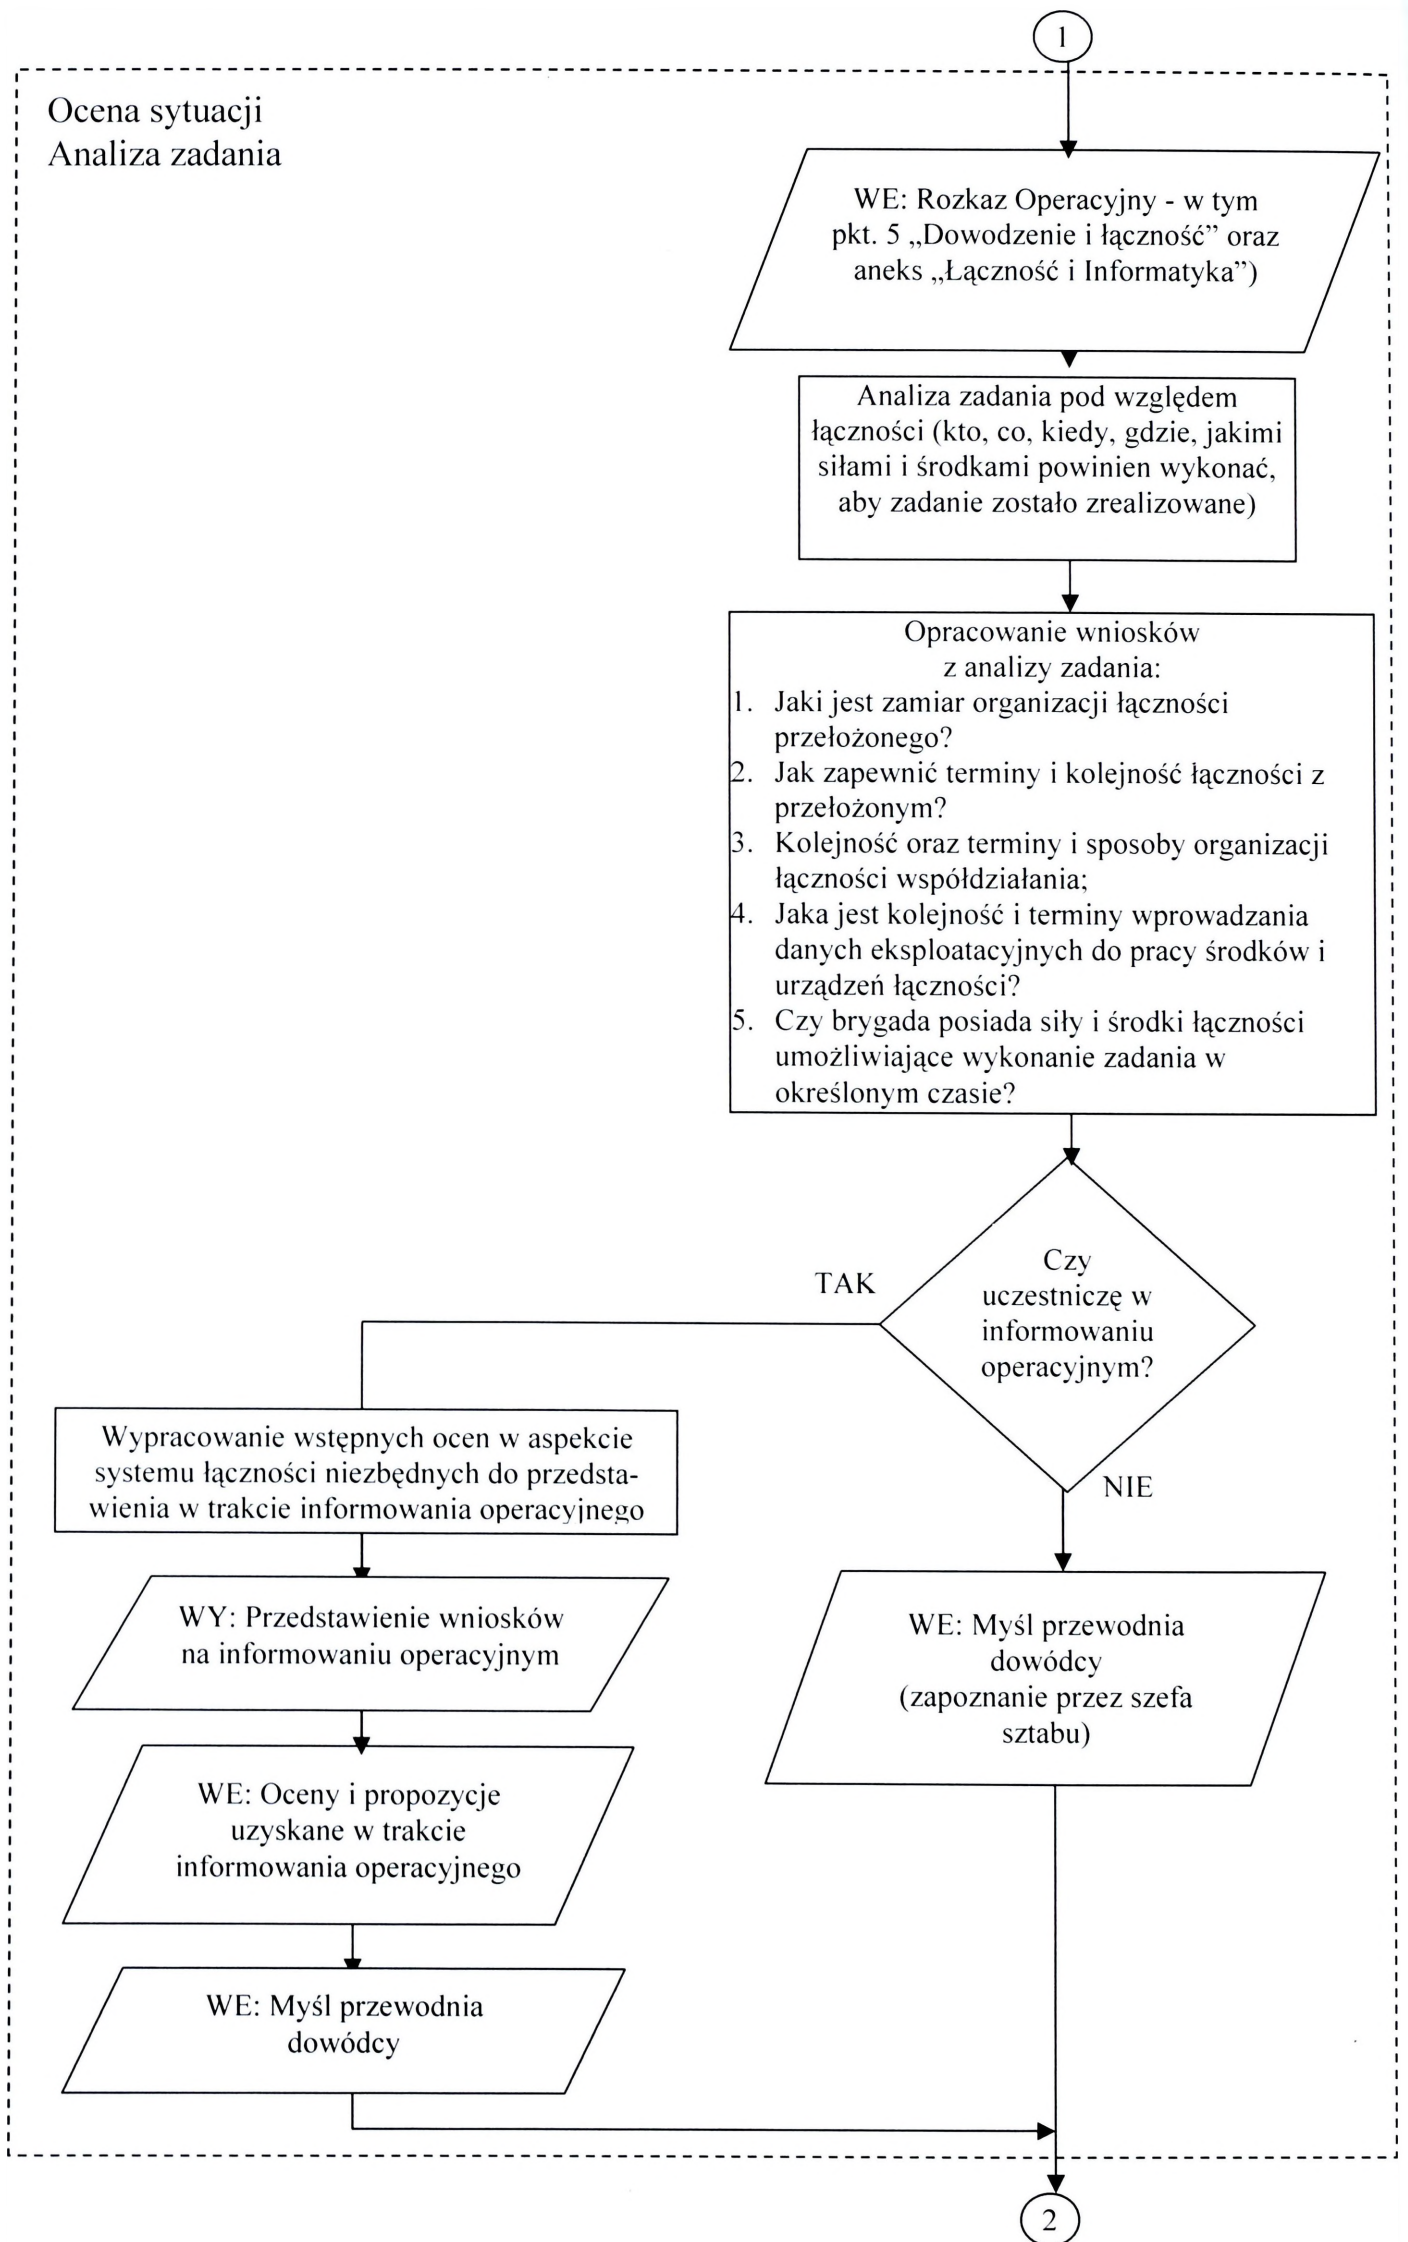 1
Ocena sytuacji
Analiza zadania
WE: Rozkaz Operacyjny - w tym
pkt. 5 „Dowodzenie i łączność” oraz
aneks „Łączność i Informatyka”)
Analiza zadania pod względem
łączności (kto, co, kiedy, gdzie, jakimi
siłami i środkami powinien wykonać,
aby zadanie zostało zrealizowane)
Opracowanie wniosków
z analizy zadania:
1. Jaki jest zamiar organizacji łączności
przełożonego?
2. Jak zapewnić terminy i kolejność łączności z
przełożonym?
3. Kolejność oraz terminy i sposoby organizacji
łączności współdziałania;
4. Jaka jest kolejność i terminy wprowadzania
danych eksploatacyjnych do pracy środków i
urządzeń łączności?
5. Czy brygada posiada siły i środki łączności
umożliwiające wykonanie zadania w
określonym czasie?
Czy
uczestniczę w
informowaniu
operacyjnym?
TAK
NIE
Wypracowanie wstępnych ocen w aspekcie
systemu łączności niezbędnych do przedsta-
wienia w trakcie informowania operacyjnego
WY: Przedstawienie wniosków
na informowaniu operacyjnym
WE: Oceny i propozycje
uzyskane w trakcie
informowania operacyjnego
WE: Myśl przewodnia
dowódcy
WE: Myśl przewodnia
dowódcy
(zapoznanie przez szefa
sztabu)
2